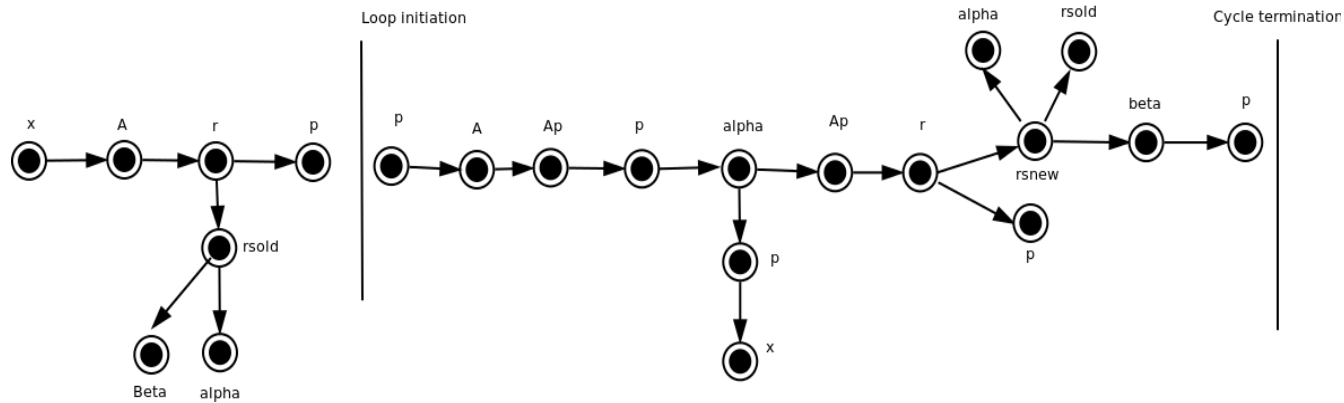 Loop initiation
alpha
rsold
Cycle termination
x
A
r
p
p
A
Ap
p
alpha
Ap
r
beta
p
rsnew
rsold
p
p
x
Beta
alpha